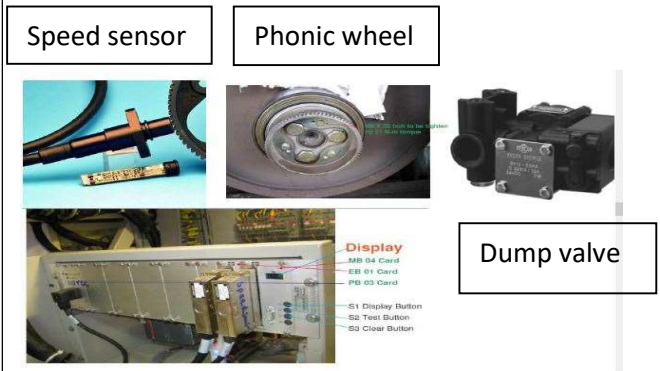 Speed sensor
Phonic wheel
Dump valve
Display
MB 04 Card
EB 01 Card
PB 03 Card
S1 Display Button
S2 Test Button
S3 Clear Button